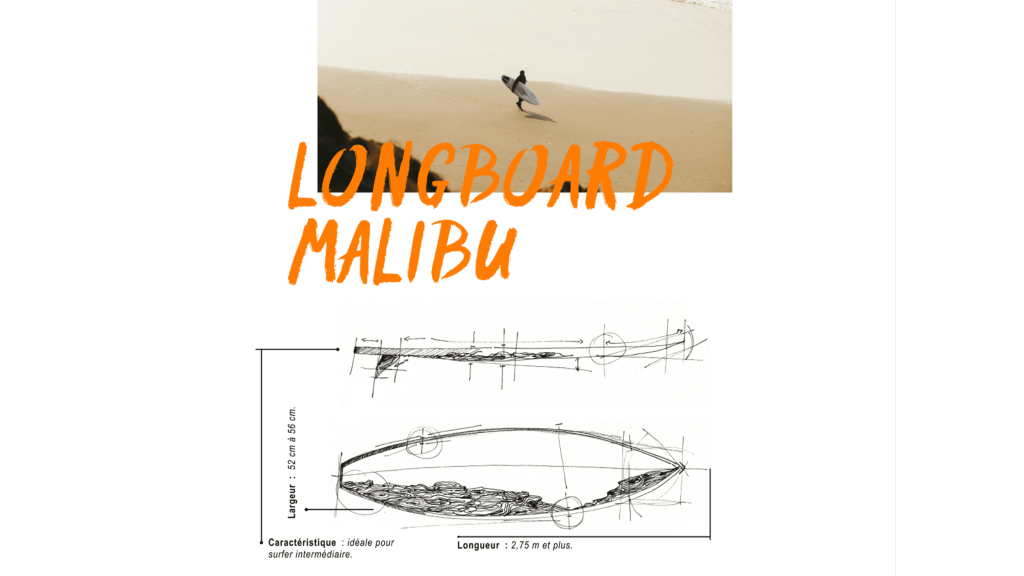 LONGBOARD
MALIBU
Largeur : 52 cm à 56 cm.
Caractéristique : idéale pour
surfer intermédiaire.
Longueur : 2,75 m et plus.